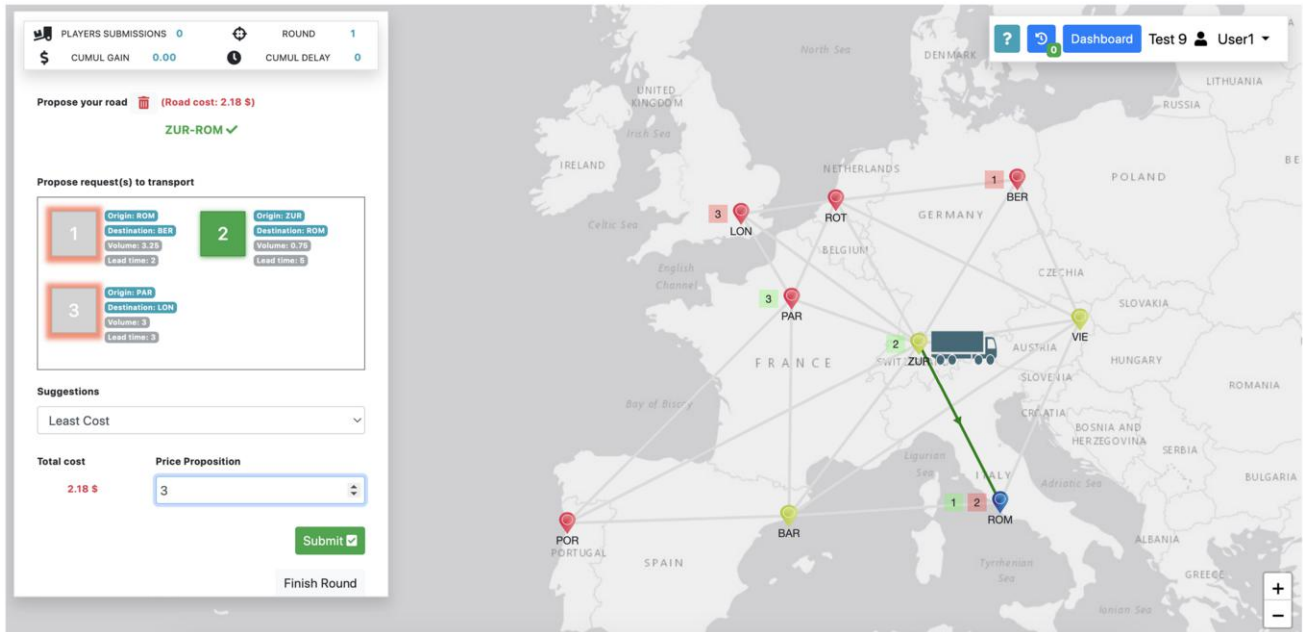 PLAYERS SUBMISSIONS 0 ROUND 1
$ CUMUL GAIN 0.00 CUMUL DELAY 0
Propose your road (Road cost: 2.18 $)
ZUR-ROM
Propose request(s) to transport
1
Origin: ROM
Destination: BER
Volume: 3.25
Lead time: 2
2
Origin: ZUR
Destination: ROM
Volume: 0.75
Lead time: 5
3
Origin: PAR
Destination: LON
Volume: 3
Lead time: 3
Suggestions
Least Cost
Total cost Price Proposition
2.18 $ 3
Submit
Finish Round
? 0 Dashboard Test 9 User1
North Sea
DENMARK
LITHUANIA
RUSSIA
UNITED
KINGDOM
Irish Sea
IRELAND
NETHERLANDS
BE
POLAND
1
BER
3
LON
ROT
GERMANY
Celtic Sea
BELGIUM
English
Channel
CZECHIA
3
PAR
SLOVAKIA
VIE
2
ZUR
AUSTRIA
FRANCE
HUNGARY
SLOVENIA
ROMANIA
Bay of Biscay
CROATIA
BOSNIA AND
HERZEGOVINA
SERBIA
Ligurian
Sea
ITALY
Adriatic Sea
BULGARIA
1 2
ROM
POR
PORTUGAL
BAR
SPAIN
ALBANIA
Tyrrhenian
Sea
GREECE
Ionian Sea
+
−